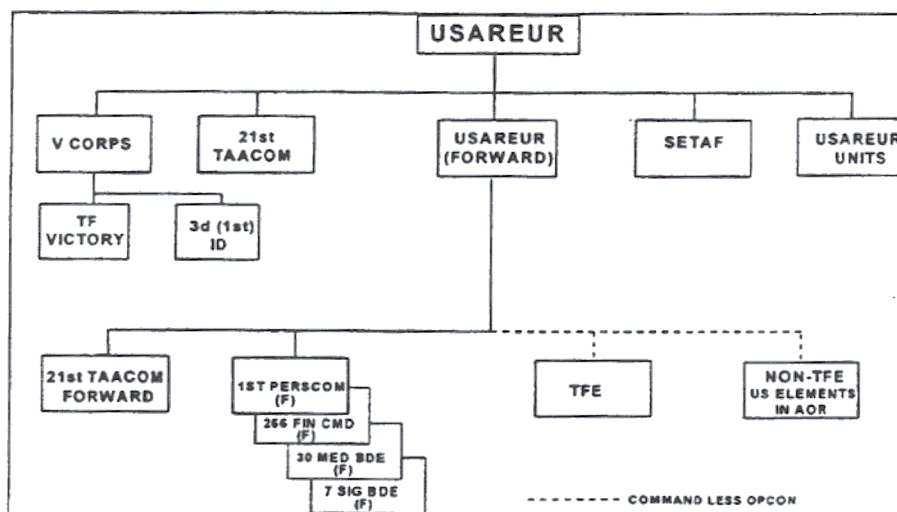 USAREUR
V CORPS
21st
TAACOM
USAREUR
(FORWARD)
SETAF
USAREUR
UNITS
TF
VICTORY
3d (1st)
ID
21st TAACOM
FORWARD
1ST PERSCOM
(F)
266 FIN CMD
(F)
30 MED BDE
(F)
7 SIG BDE
(F)
TFE
NON-TFE
US ELEMENTS
IN AOR
COMMAND LESS OPCON